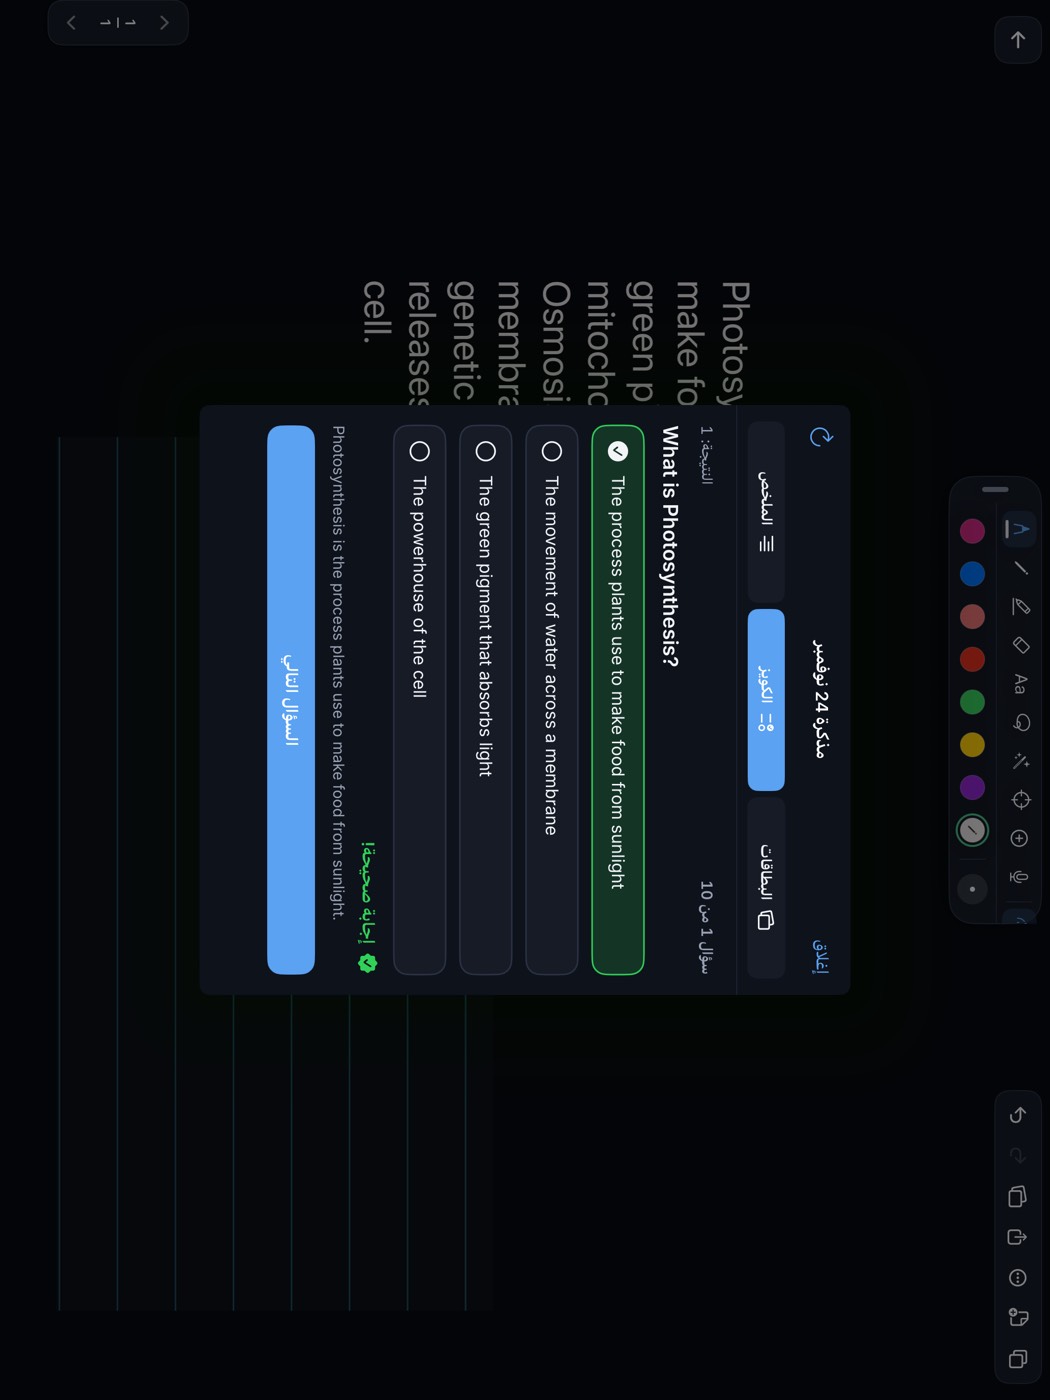 Aa
إغلاق
مذكرة 24 نوفمبر
البطاقات
الكويز
الملخص
سؤال 1 من 10
النتيجة: 1
What is Photosynthesis?
The process plants use to make food from sunlight
The movement of water across a membrane
The green pigment that absorbs light
The powerhouse of the cell
إجابة صحيحة!
Photosynthesis is the process plants use to make food from sunlight.
السؤال التالي
Photosy
make fo
green p
mitocho
Osmosi
membra
genetic
releases
cell.
1
1